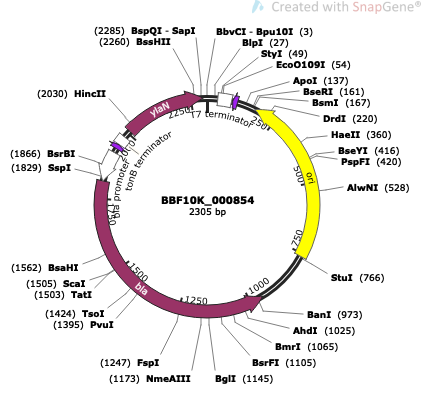 Created with SnapGene®
(2285) BspQI - SapI
(2260) BssHII
BbvCI - Bpu10I (3)
BlpI (27)
StyI (49)
EcoO109I (54)
ApoI (137)
BseRI (161)
BsmI (167)
DrdI (220)
HaeII (360)
BseYI (416)
PspFI (420)
AlwNI (528)
StuI (766)
BanI (973)
AhdI (1025)
BmrI (1065)
BsrFI (1105)
BglI (1145)
(1173) NmeAIII
(1247) FspI
(1395) PvuI
(1424) TsoI
(1503) TatI
(1505) ScaI
(1562) BsaHI
(1829) SspI
(1866) BsrBI
(2030) HincII
ylaN
2250
T7 terminator
250
ori
500
750
1000
1250
1500
bla
1750
bla promoter
tonB terminator
BBF10K_000854
2305 bp